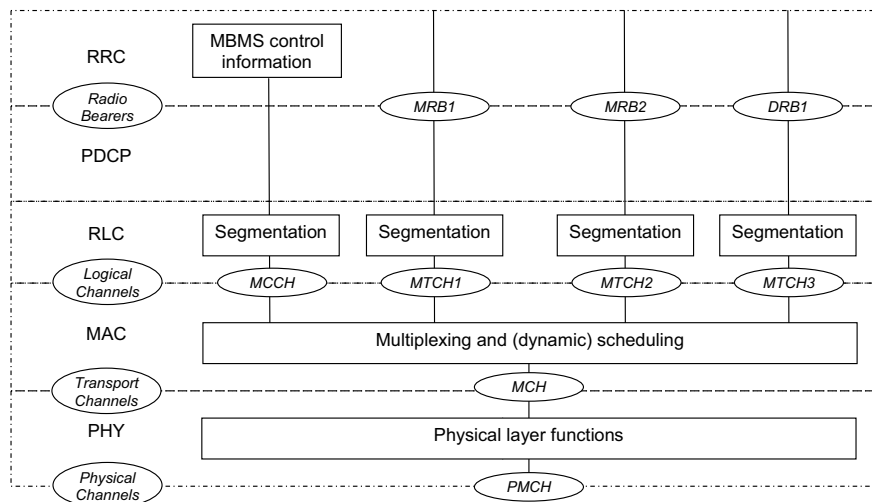 RRC
MBMS control
information
Radio
Bearers
MRB1
MRB2
DRB1
PDCP
RLC
Segmentation
Segmentation
Segmentation
Segmentation
Logical
Channels
MCCH
MTCH1
MTCH2
MTCH3
MAC
Multiplexing and (dynamic) scheduling
Transport
Channels
MCH
PHY
Physical layer functions
Physical
Channels
PMCH